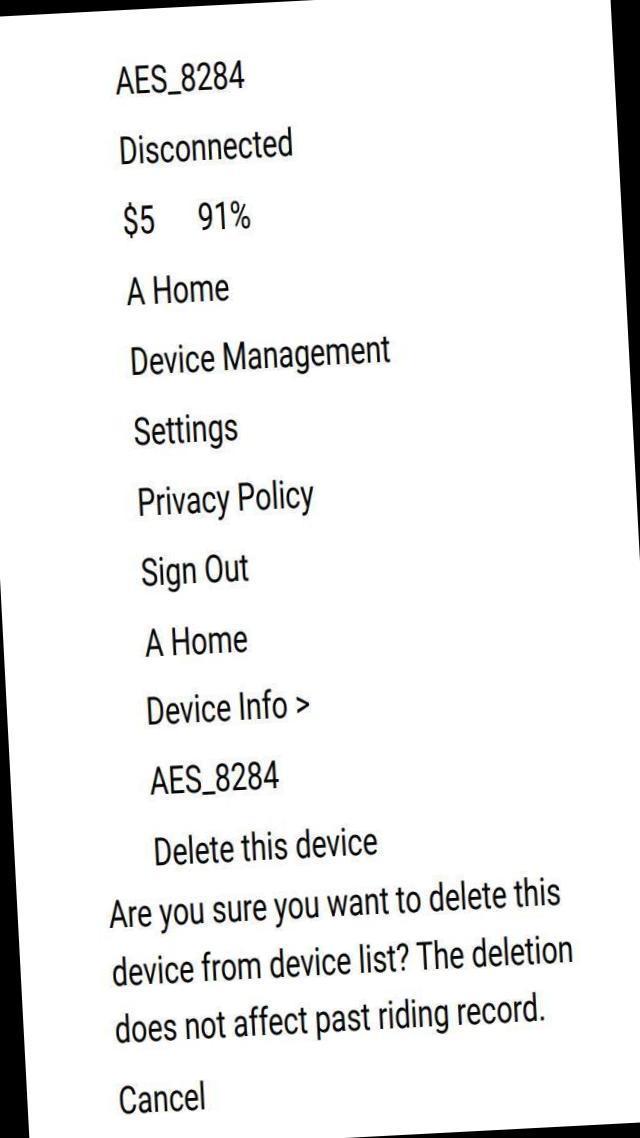 AES_8284
Disconnected
$5 91%
A Home
Device Management
Settings
Privacy Policy
Sign Out
A Home
Device Info >
AES_8284
Delete this device
Are you sure you want to delete this
device from device list? The deletion
does not affect past riding record.
Cancel